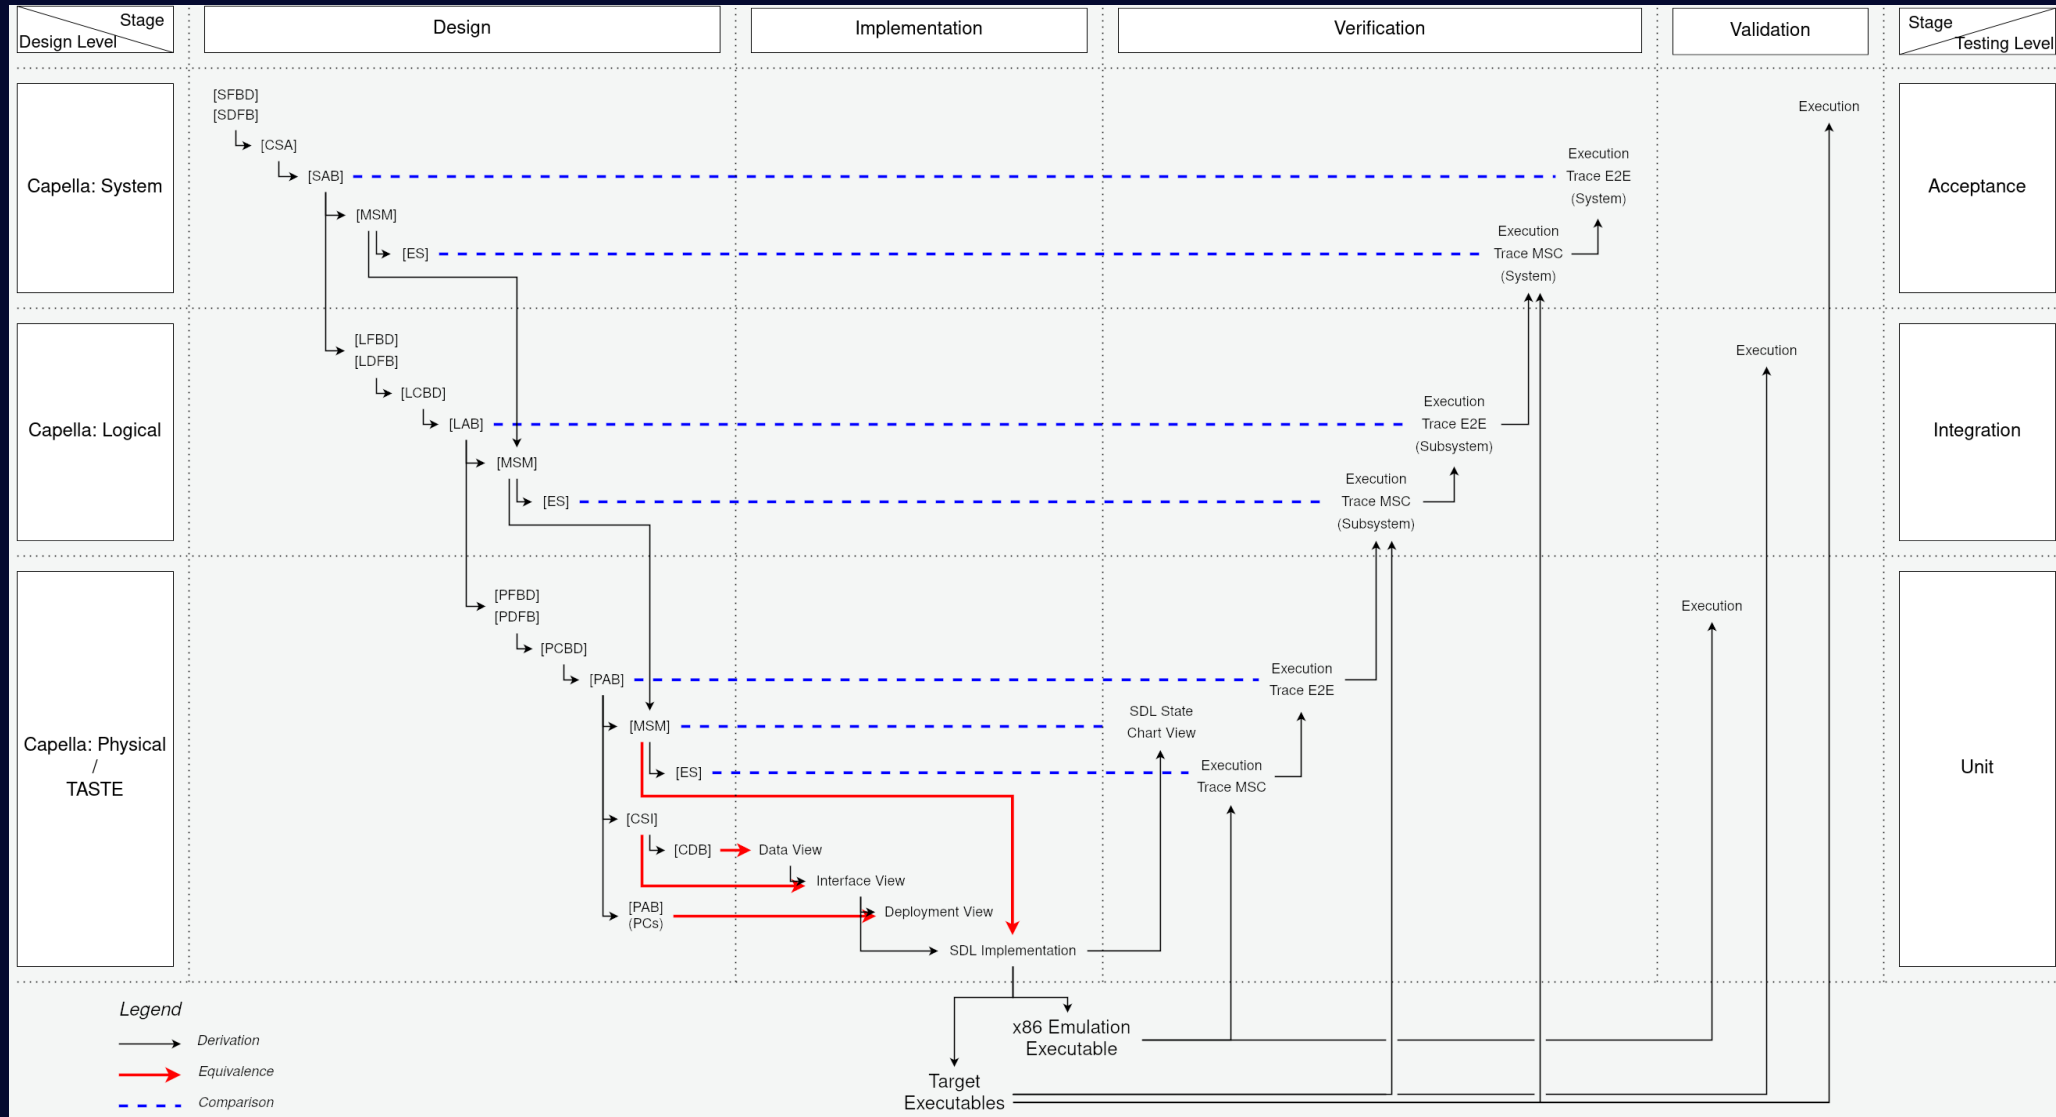 Stage
Design Level
Design
Implementation
Verification
Validation
Stage
Testing Level
Capella: System
[SFBD]
[SDFB]
[CSA]
[SAB]
[MSM]
[ES]
Execution
Trace E2E
(System)
Execution
Trace MSC
(System)
Execution
Acceptance
Capella: Logical
[LFBD]
[LDFB]
[LCBD]
[LAB]
[MSM]
[ES]
Execution
Trace E2E
(Subsystem)
Execution
Trace MSC
(Subsystem)
Execution
Integration
Capella: Physical
/
TASTE
[PFBD]
[PDFB]
[PCBD]
[PAB]
[MSM]
[ES]
[CSI]
[CDB]
[PAB]
(PCs)
Data View
Interface View
Deployment View
SDL Implementation
Execution
Trace E2E
SDL State
Chart View
Execution
Trace MSC
Execution
Unit
x86 Emulation
Executable
Target
Executables
Legend
Derivation
Equivalence
Comparison